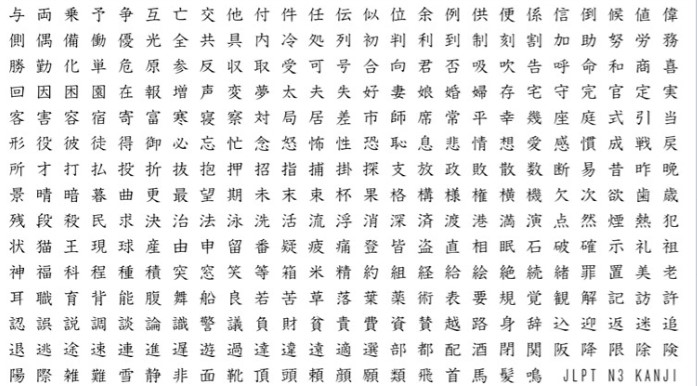 与両乗予争互亡交他付件任伝似位余例供便係信倒候値偉
側偶備働優光全共具内冷処列初判利到制刻割加助努労務
勝勤化単危原参反収取受可号合向君否吸吹告呼命和商喜
回因困園在報増声変夢太夫失好妻娘婚婦存宅守完官定実
客害容宿寄富寒寝察対局居差市師席常平幸幾座庭式引当
形役彼徒得御必忘忙念怒怖性恐恥息悲情想愛感慣成戦戻
所才打払投折抜抱押招指捕掛探支放政敗散数断易昔昨晩
景晴暗暮曲更最望期未末束杯果格構様権横機欠次欲歯歳
残段殺民求決治法泳洗活流浮消深済渡港満演点然煙熱犯
状猫王現球産由申留番疑疲痛登皆盗直相眠石破確示礼祖
神福科程種積突窓笑等箱米精約組経給絵絶続緒罪置美老
耳職育背能腹舞船良若苦草落葉薬術表要規覚観解記訪許
認誤説調談論識警議負財貧責費資賛越路身辞込迎返迷追
退逃途速連進遅遊過達違遠適選部都配酒閉関阪降限除険
陽際雑難雪静非面靴頂頭頼顔願類飛首馬髪鳴 JLPT N3 KANJI